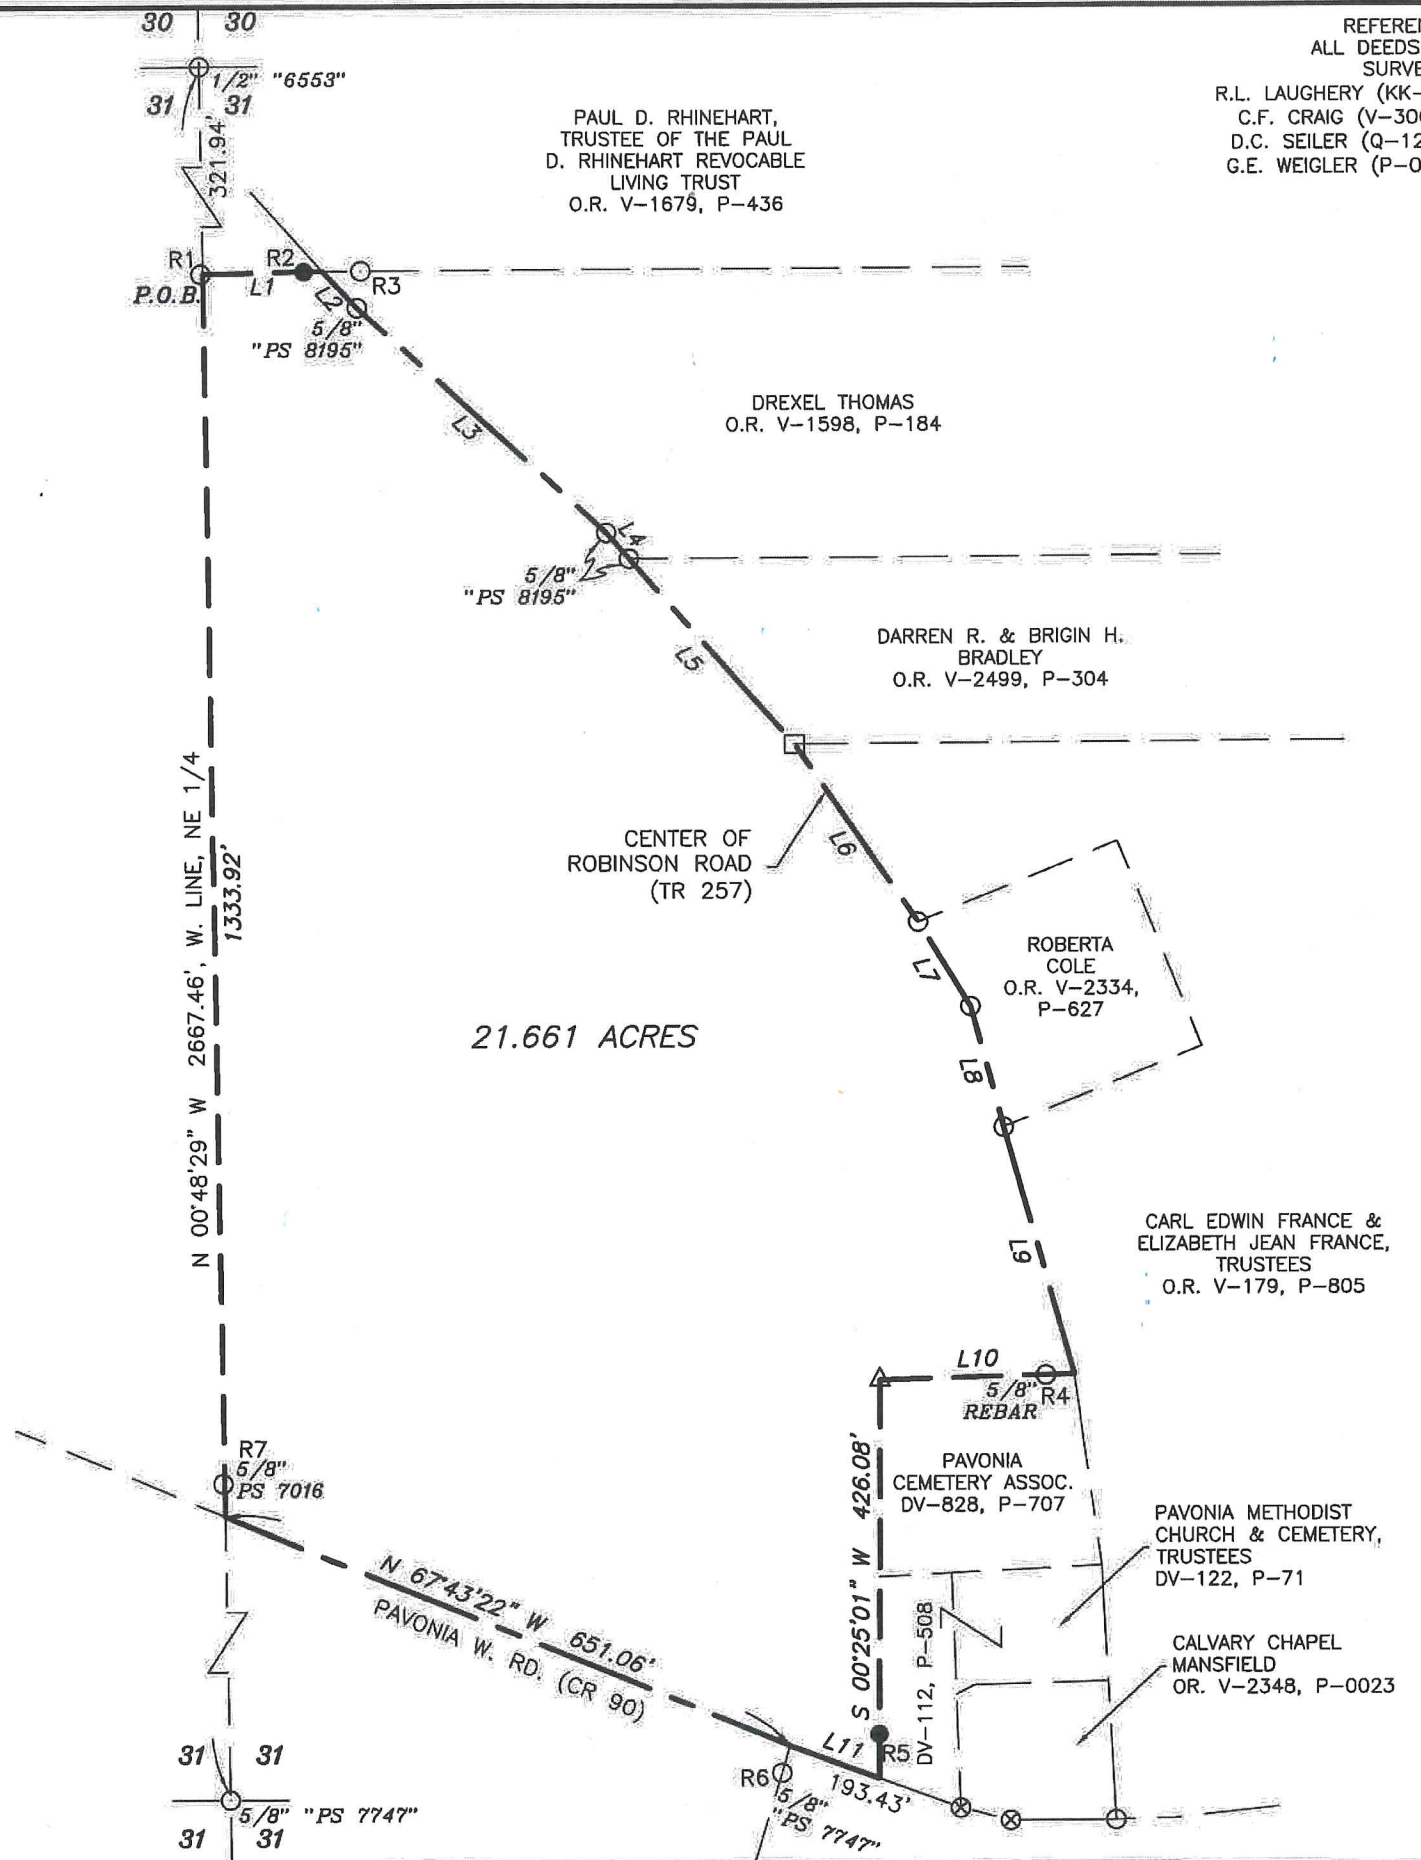 30 30
1/2" "6553"
31 31
321.94'
REFEREN
ALL DEEDS
SURVE
R.L. LAUGHERY (KK-
C.F. CRAIG (V-30
D.C. SEILER (Q-12
G.E. WEIGLER (P-0
PAUL D. RHINEHART,
TRUSTEE OF THE PAUL
D. RHINEHART REVOCABLE
LIVING TRUST
O.R. V-1679, P-436
R1
P.O.B.
L1
R2
R3
L2
5/8"
"PS 8195"
L3
DREXEL THOMAS
O.R. V-1598, P-184
L4
5/8"
"PS 8195"
L5
DARREN R. & BRIGIN H.
BRADLEY
O.R. V-2499, P-304
CENTER OF
ROBINSON ROAD
(TR 257)
L6
N 00°48'29" W 2667.46', W. LINE, NE 1/4
1333.92'
L7
ROBERTA
COLE
O.R. V-2334,
P-627
21.661 ACRES
L8
L9
CARL EDWIN FRANCE &
ELIZABETH JEAN FRANCE,
TRUSTEES
O.R. V-179, P-805
L10
5/8" R4
REBAR
R7
5/8"
PS 7016
PAVONIA
CEMETERY ASSOC.
DV-828, P-707
S 00°25'01" W 426.08'
PAVONIA METHODIST
CHURCH & CEMETERY,
TRUSTEES
DV-122, P-71
N 67°43'22" W 651.06'
PAVONIA W. RD. (CR 90)
DV-112, P-508
CALVARY CHAPEL
MANSFIELD
OR. V-2348, P-0023
L11
R5
193.43'
R6
5/8"
"PS 7747"
31 31
5/8" "PS 7747"
31 31